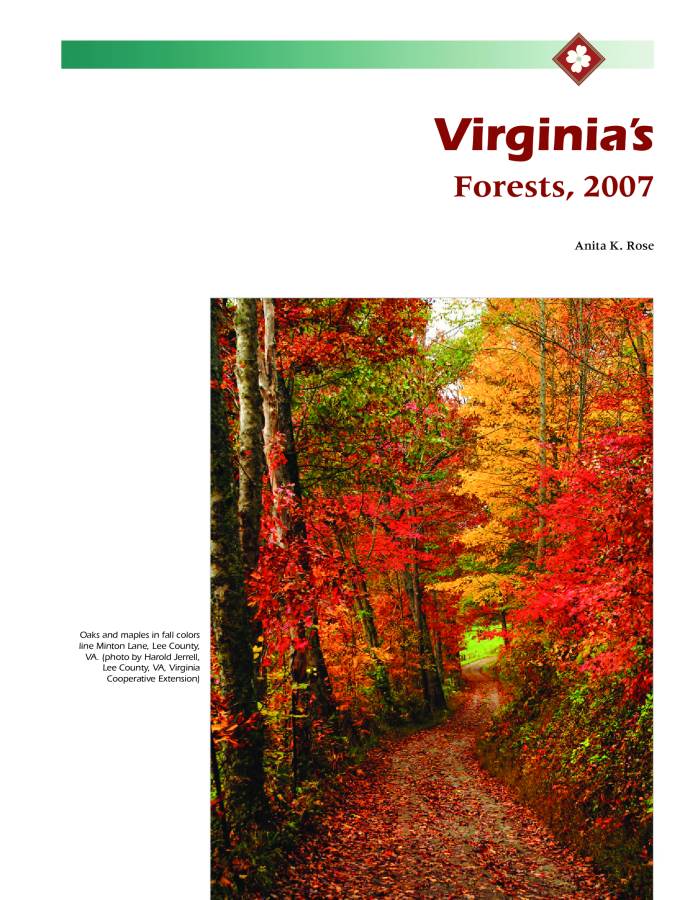 Virginia's
Forests, 2007
Anita K. Rose
Oaks and maples in fall colors
line Minton Lane, Lee County,
VA. (photo by Harold Jerrell,
Lee County, VA, Virginia
Cooperative Extension)